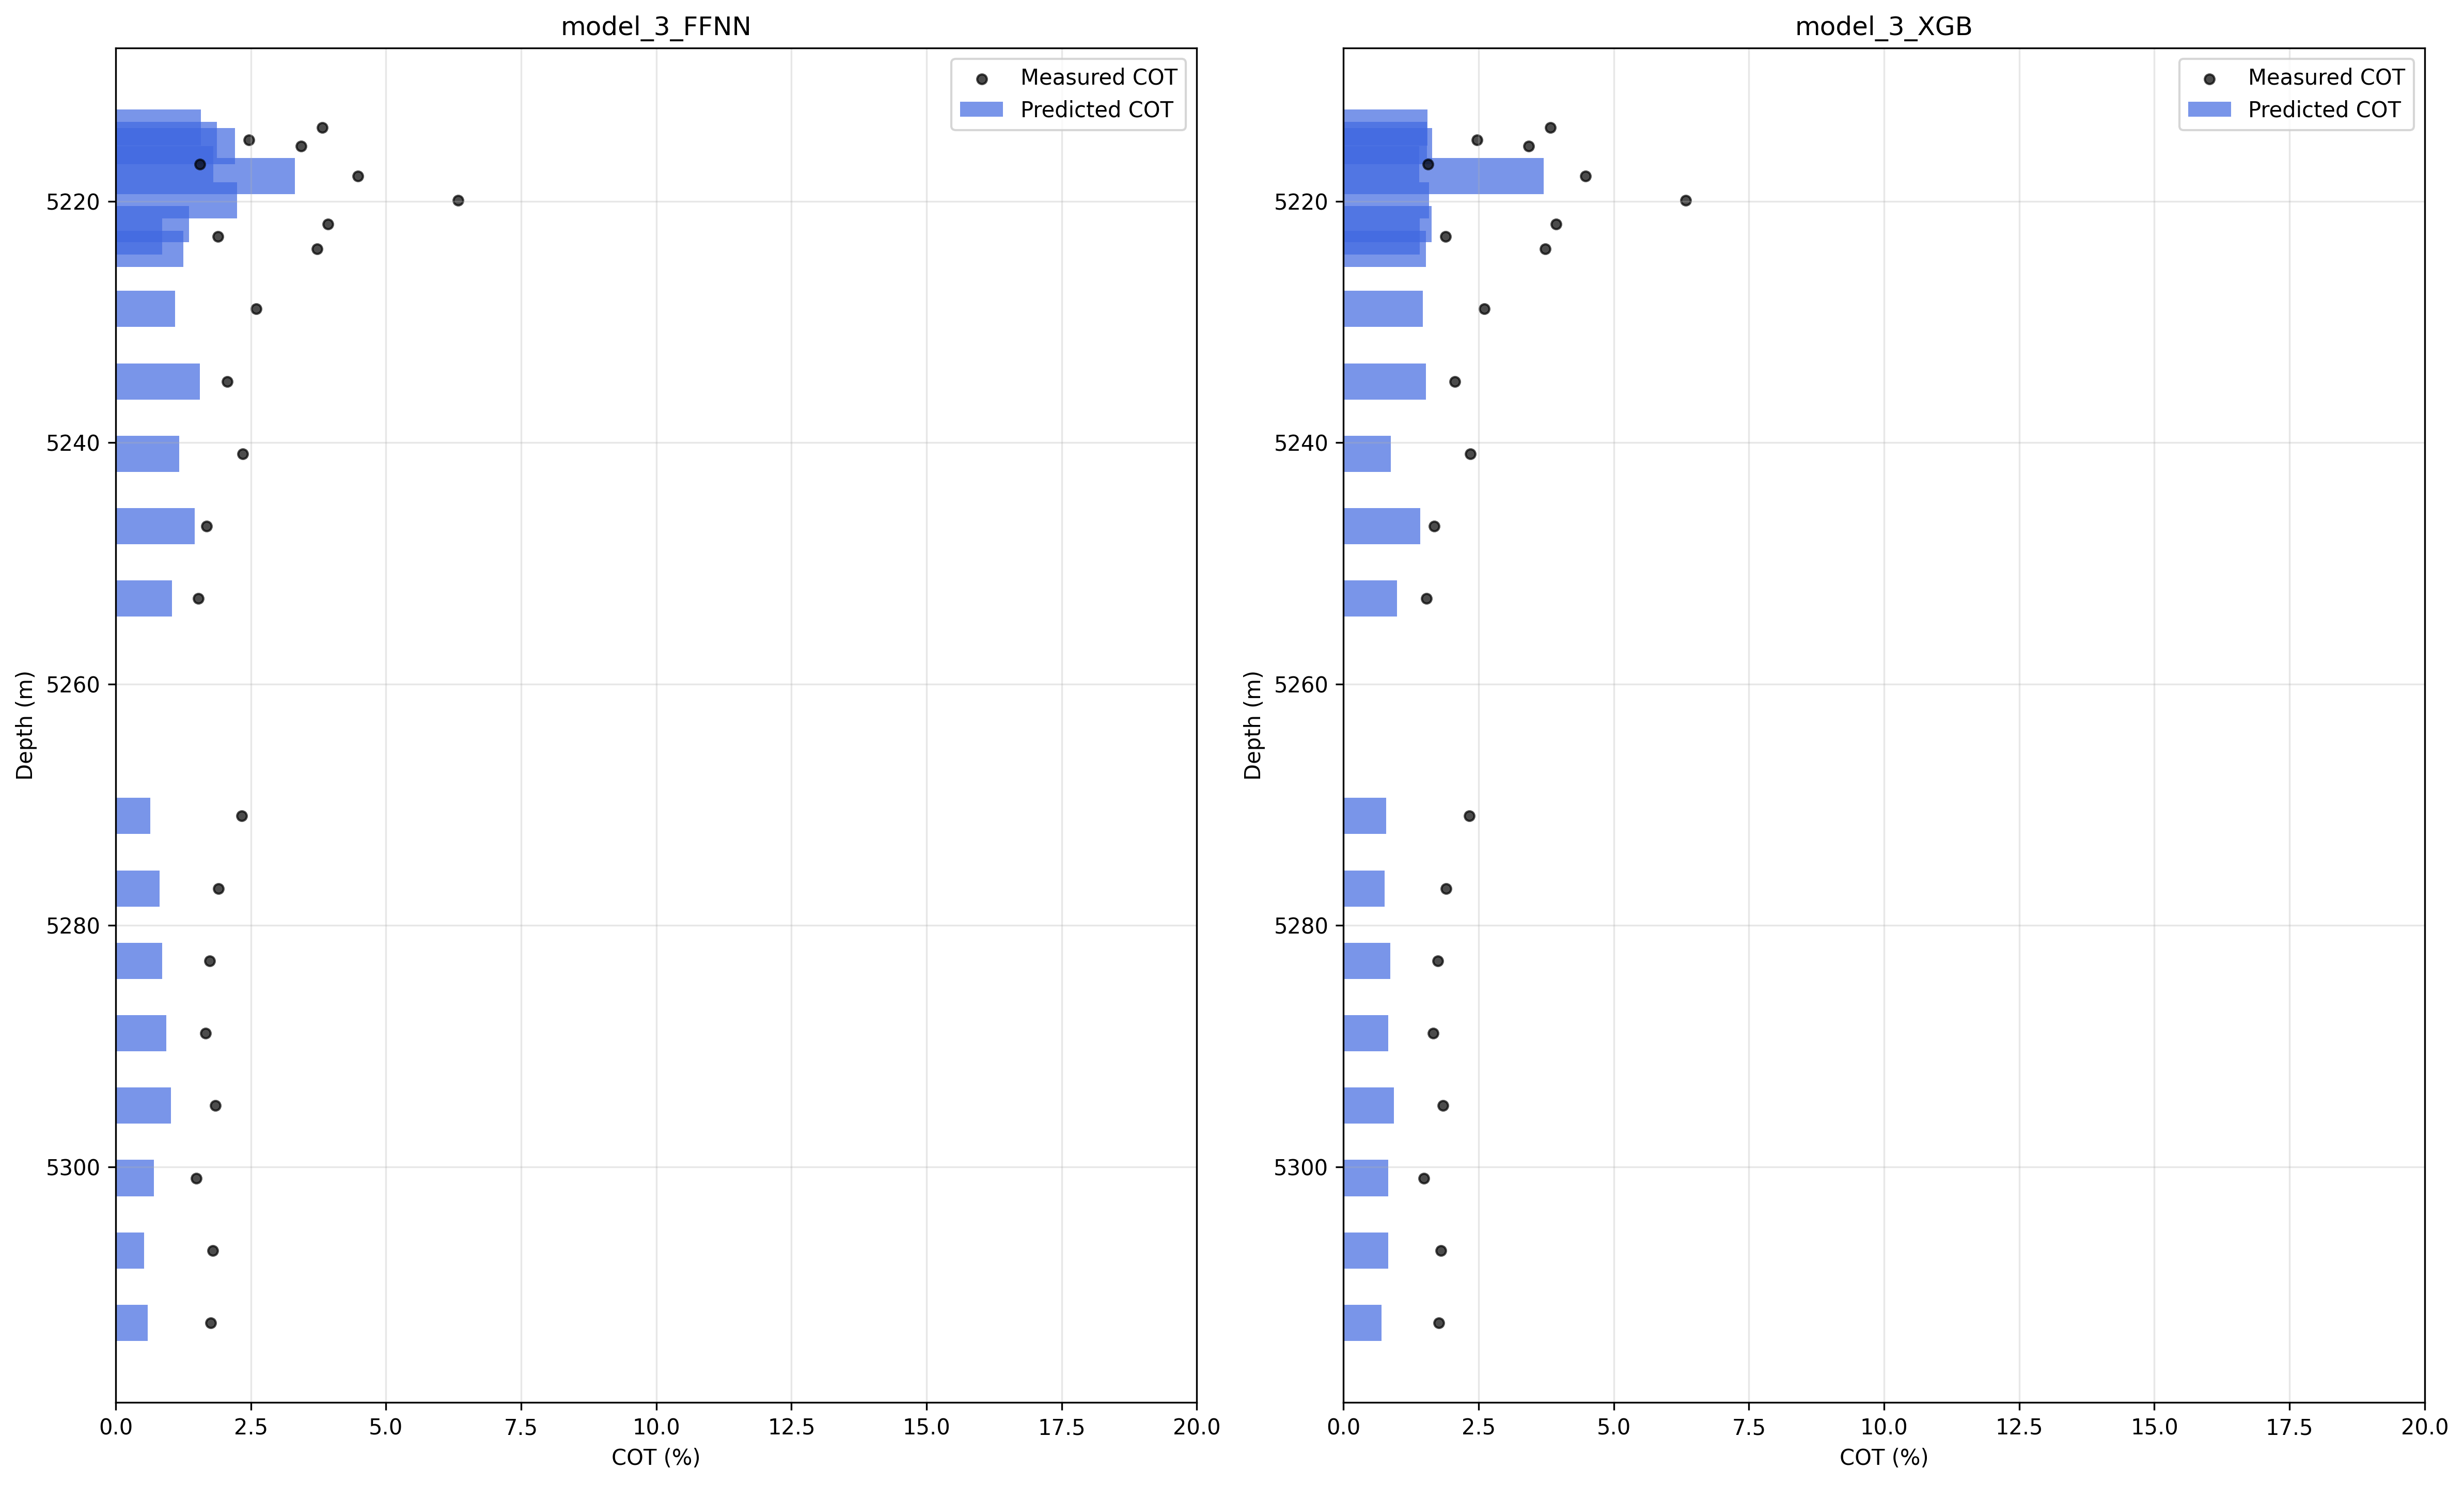 model_3_FFNN
Measured COT
Predicted COT
5220
5240
5260
5280
5300
Depth (m)
0.0 2.5 5.0 7.5 10.0 12.5 15.0 17.5 20.0
COT (%)
model_3_XGB
Measured COT
Predicted COT
5220
5240
5260
5280
5300
Depth (m)
0.0 2.5 5.0 7.5 10.0 12.5 15.0 17.5 20.0
COT (%)